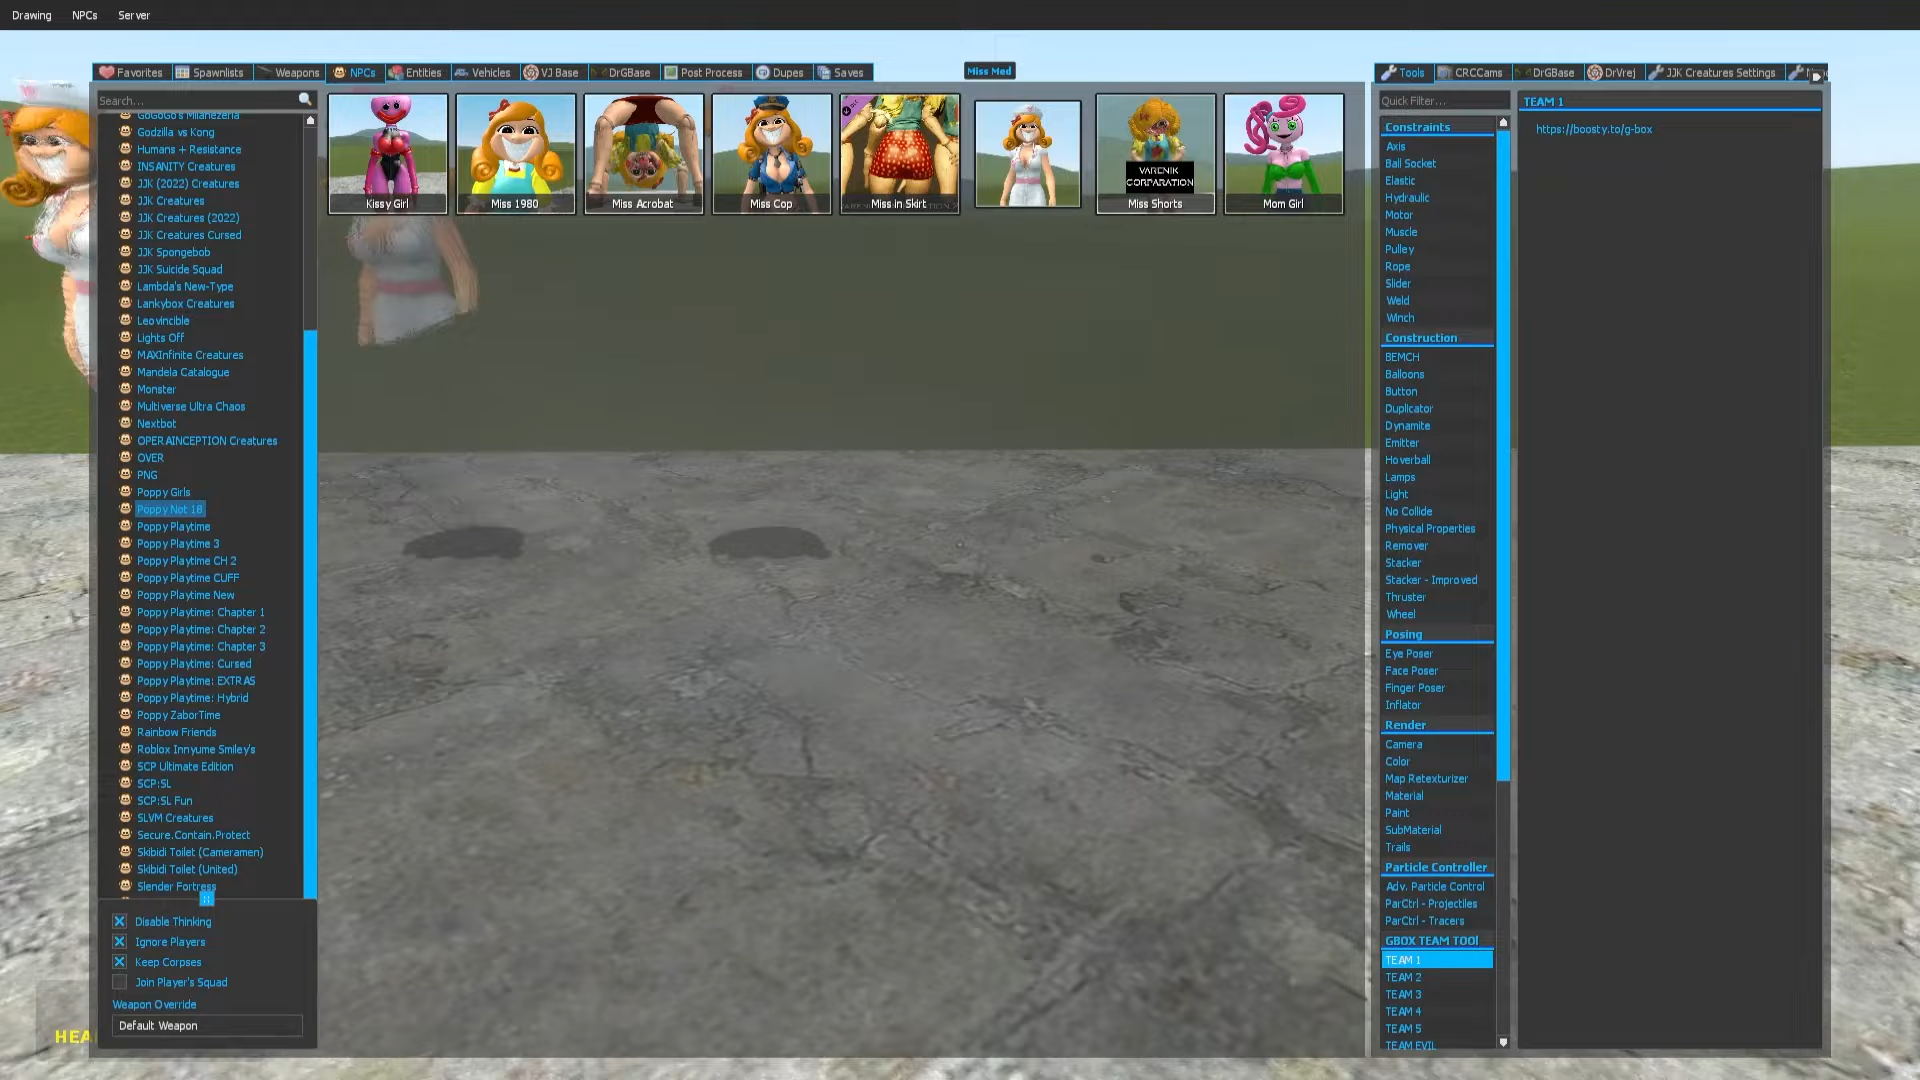 Drawing NPCs Server
Favorites Spawnlists Weapons NPCs Entities Vehicles VJ Base DrGBase Post Process Dupes Saves
Miss Med
Tools CRCCams DrGBase DrVrej JJK Creatures Settings
Search...
GoGoGo's Milanezeria
Godzilla vs Kong
Humans + Resistance
INSANITY Creatures
JJK (2022) Creatures
JJK Creatures
JJK Creatures (2022)
JJK Creatures Cursed
JJK Spongebob
JJK Suicide Squad
Lambda's New-Type
Lankybox Creatures
Leovincible
Lights Off
MAXInfinite Creatures
Mandela Catalogue
Monster
Multiverse Ultra Chaos
Nextbot
OPERAINCEPTION Creatures
OVER
PNG
Poppy Girls
Poppy Not 18
Poppy Playtime
Poppy Playtime 3
Poppy Playtime CH 2
Poppy Playtime CUFF
Poppy Playtime New
Poppy Playtime: Chapter 1
Poppy Playtime: Chapter 2
Poppy Playtime: Chapter 3
Poppy Playtime: Cursed
Poppy Playtime: EXTRAS
Poppy Playtime: Hybrid
Poppy ZaborTime
Rainbow Friends
Roblox Innyume Smiley's
SCP Ultimate Edition
SCP:SL
SCP:SL Fun
SLVM Creatures
Secure.Contain.Protect
Skibidi Toilet (Cameramen)
Skibidi Toilet (United)
Slender Fortress
Disable Thinking
Ignore Players
Keep Corpses
Join Player's Squad
Weapon Override
Default Weapon
HEA
VARENIK
CORPARATION
Kissy Girl Miss 1980 Miss Acrobat Miss Cop Miss in Skirt Miss Shorts Mom Girl
Quick Filter...
Constraints
Axis
Ball Socket
Elastic
Hydraulic
Motor
Muscle
Pulley
Rope
Slider
Weld
Winch
Construction
BEMCH
Balloons
Button
Duplicator
Dynamite
Emitter
Hoverball
Lamps
Light
No Collide
Physical Properties
Remover
Stacker
Stacker - Improved
Thruster
Wheel
Posing
Eye Poser
Face Poser
Finger Poser
Inflator
Render
Camera
Color
Map Retexturizer
Material
Paint
SubMaterial
Trails
Particle Controller
Adv. Particle Control
ParCtrl - Projectiles
ParCtrl - Tracers
GBOX TEAM TOOl
TEAM 1
TEAM 2
TEAM 3
TEAM 4
TEAM 5
TEAM EVIL
TEAM 1
https://boosty.to/g-box